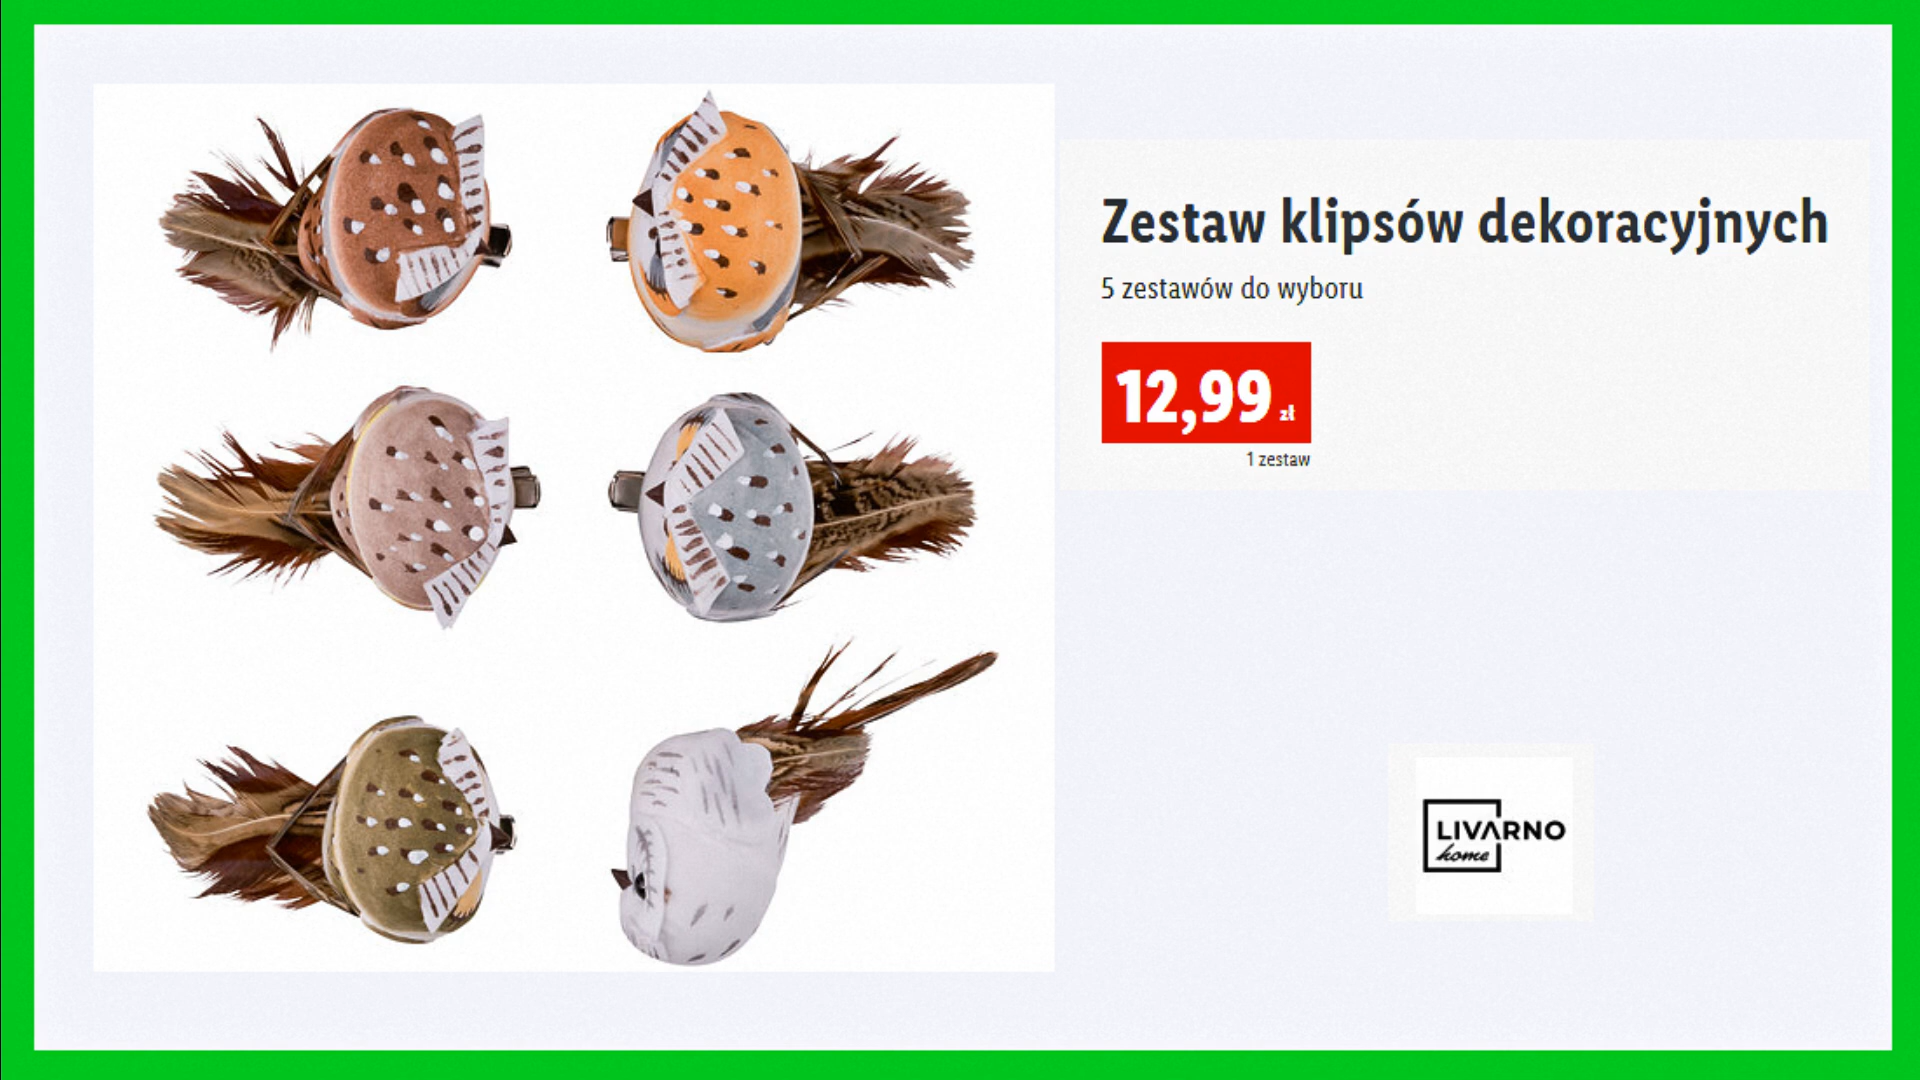 Zestaw klipsów dekoracyjnych
5 zestawów do wyboru
12,99 zł
1 zestaw
LIVARNO
home